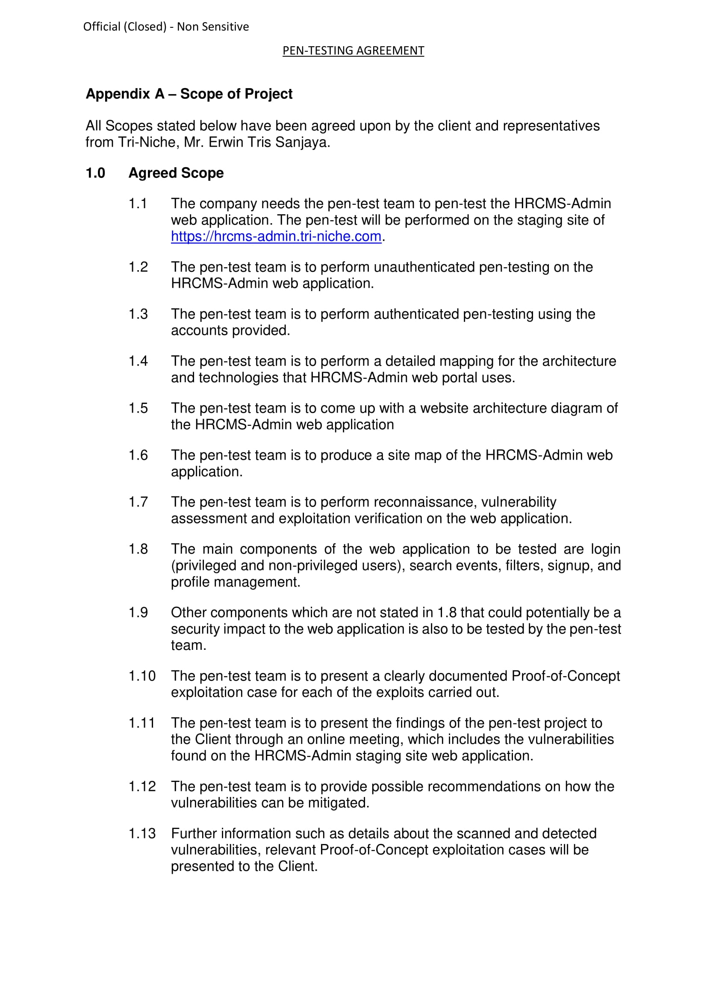 Official (Closed) - Non Sensitive
PEN-TESTING AGREEMENT
Appendix A – Scope of Project
All Scopes stated below have been agreed upon by the client and representatives
from Tri-Niche, Mr. Erwin Tris Sanjaya.
1.0 Agreed Scope
1.1 The company needs the pen-test team to pen-test the HRCMS-Admin
web application. The pen-test will be performed on the staging site of
https://hrcms-admin.tri-niche.com.
1.2 The pen-test team is to perform unauthenticated pen-testing on the
HRCMS-Admin web application.
1.3 The pen-test team is to perform authenticated pen-testing using the
accounts provided.
1.4 The pen-test team is to perform a detailed mapping for the architecture
and technologies that HRCMS-Admin web portal uses.
1.5 The pen-test team is to come up with a website architecture diagram of
the HRCMS-Admin web application
1.6 The pen-test team is to produce a site map of the HRCMS-Admin web
application.
1.7 The pen-test team is to perform reconnaissance, vulnerability
assessment and exploitation verification on the web application.
1.8 The main components of the web application to be tested are login
(privileged and non-privileged users), search events, filters, signup, and
profile management.
1.9 Other components which are not stated in 1.8 that could potentially be a
security impact to the web application is also to be tested by the pen-test
team.
1.10 The pen-test team is to present a clearly documented Proof-of-Concept
exploitation case for each of the exploits carried out.
1.11 The pen-test team is to present the findings of the pen-test project to
the Client through an online meeting, which includes the vulnerabilities
found on the HRCMS-Admin staging site web application.
1.12 The pen-test team is to provide possible recommendations on how the
vulnerabilities can be mitigated.
1.13 Further information such as details about the scanned and detected
vulnerabilities, relevant Proof-of-Concept exploitation cases will be
presented to the Client.